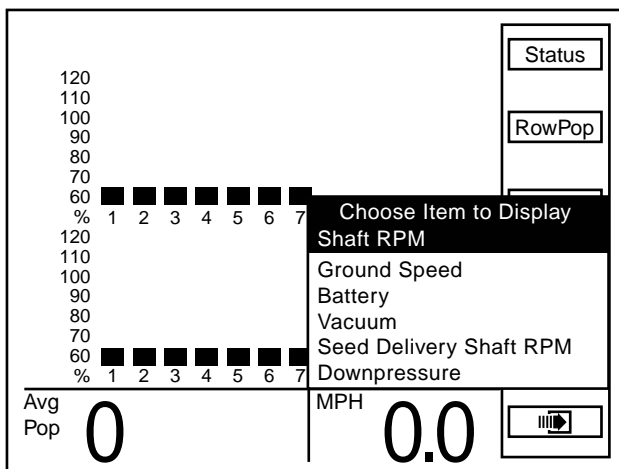 Status
120
110
100
90
80
70
60
% 1 2 3 4 5 6 7
RowPop
Choose Item to Display
Shaft RPM
Ground Speed
Battery
Vacuum
Seed Delivery Shaft RPM
Downpressure
120
110
100
90
80
70
60
% 1 2 3 4 5 6 7
Avg
Pop 0
MPH 0.0